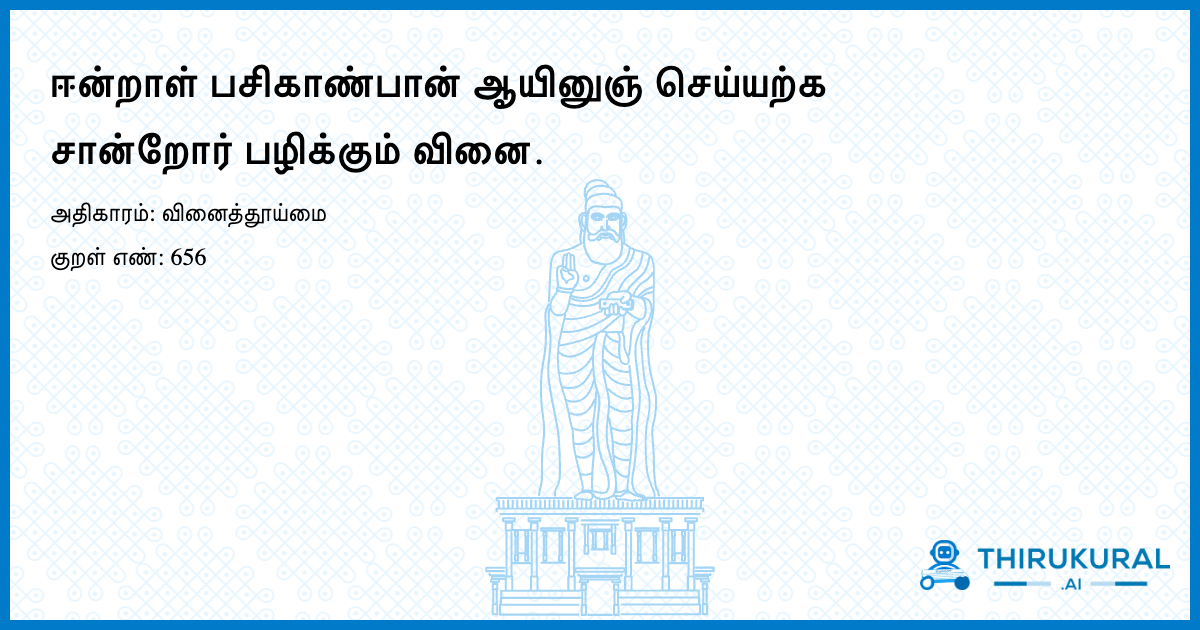 ஈன்றாள் பசிகாண்பான் ஆயினுஞ் செய்யற்க
சான்றோர் பழிக்கும் வினை.
அதிகாரம்: வினைத்தூய்மை
குறள் எண்: 656
THIRUKURAL
.AI